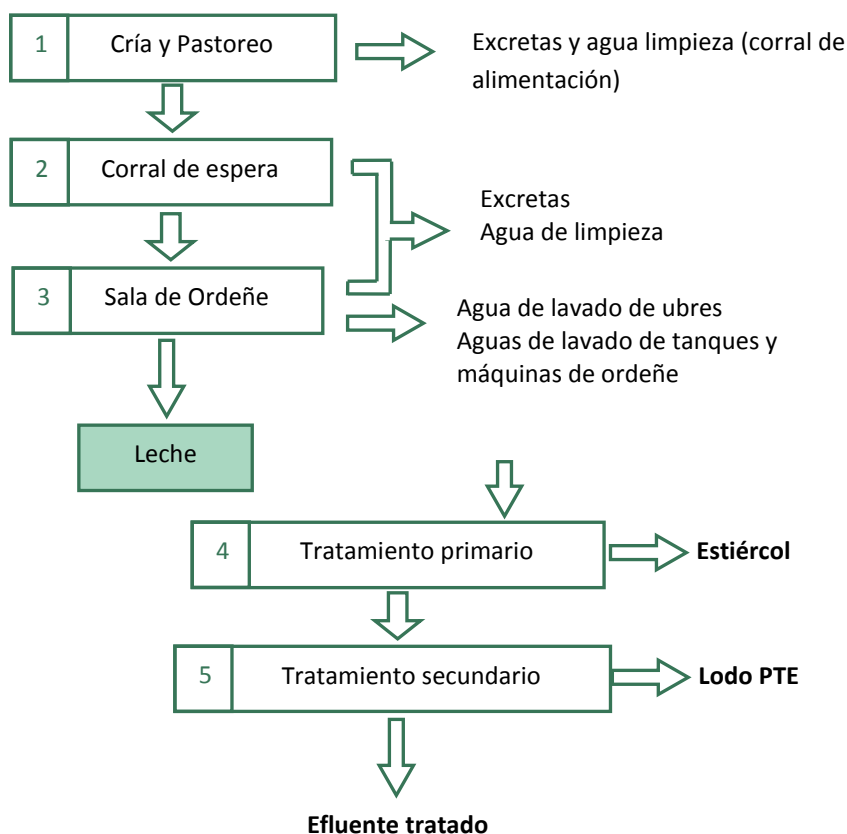 1
Cría y Pastoreo
Excretas y agua limpieza (corral de
alimentación)
2
Corral de espera
Excretas
Agua de limpieza
3
Sala de Ordeñe
Agua de lavado de ubres
Aguas de lavado de tanques y
máquinas de ordeñe
Leche
4
Tratamiento primario
Estiércol
5
Tratamiento secundario
Lodo PTE
Efluente tratado